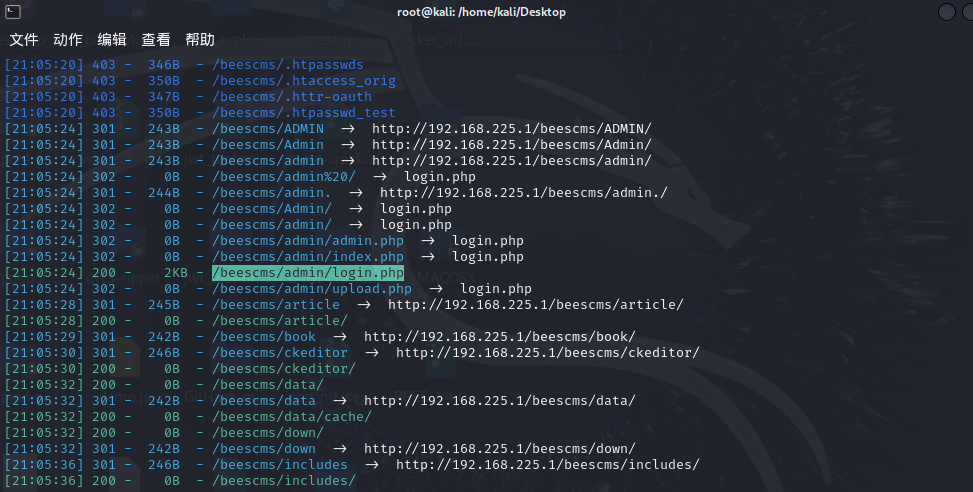 root@kali: /home/kali/Desktop
文件 动作 编辑 查看 帮助
[21:05:20] 403 -  346B  - /beescms/.htpasswds
[21:05:20] 403 -  350B  - /beescms/.htaccess_orig
[21:05:20] 403 -  347B  - /beescms/.httr-oauth
[21:05:20] 403 -  350B  - /beescms/.htpasswd_test
[21:05:24] 301 -  243B  - /beescms/ADMIN  →  http://192.168.225.1/beescms/ADMIN/
[21:05:24] 301 -  243B  - /beescms/Admin  →  http://192.168.225.1/beescms/Admin/
[21:05:24] 301 -  243B  - /beescms/admin  →  http://192.168.225.1/beescms/admin/
[21:05:24] 302 -    0B  - /beescms/admin%20/  →  login.php
[21:05:24] 301 -  244B  - /beescms/admin.  →  http://192.168.225.1/beescms/admin./
[21:05:24] 302 -    0B  - /beescms/Admin/  →  login.php
[21:05:24] 302 -    0B  - /beescms/admin/  →  login.php
[21:05:24] 302 -    0B  - /beescms/admin/admin.php  →  login.php
[21:05:24] 302 -    0B  - /beescms/admin/index.php  →  login.php
[21:05:24] 200 -    2KB - /beescms/admin/login.php
[21:05:24] 302 -    0B  - /beescms/admin/upload.php  →  login.php
[21:05:28] 301 -  245B  - /beescms/article  →  http://192.168.225.1/beescms/article/
[21:05:28] 200 -    0B  - /beescms/article/
[21:05:29] 301 -  242B  - /beescms/book  →  http://192.168.225.1/beescms/book/
[21:05:30] 301 -  246B  - /beescms/ckeditor  →  http://192.168.225.1/beescms/ckeditor/
[21:05:30] 200 -    0B  - /beescms/ckeditor/
[21:05:32] 200 -    0B  - /beescms/data/
[21:05:32] 301 -  242B  - /beescms/data  →  http://192.168.225.1/beescms/data/
[21:05:32] 200 -    0B  - /beescms/data/cache/
[21:05:32] 200 -    0B  - /beescms/down/
[21:05:32] 301 -  242B  - /beescms/down  →  http://192.168.225.1/beescms/down/
[21:05:36] 301 -  246B  - /beescms/includes  →  http://192.168.225.1/beescms/includes/
[21:05:36] 200 -    0B  - /beescms/includes/